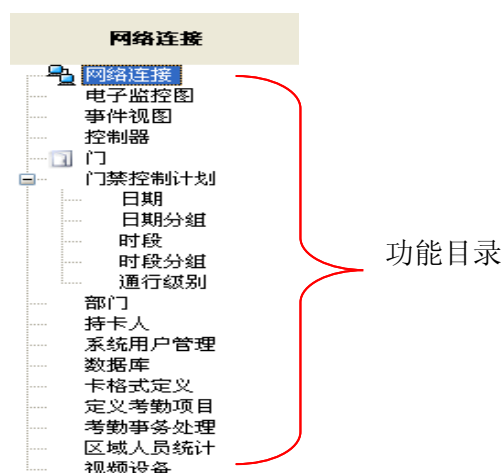 网络连接
网络连接
电子监控图
事件视图
控制器
门
门禁控制计划
日期
日期分组
时段
时段分组
通行级别
功能目录
部门
持卡人
系统用户管理
数据库
卡格式定义
定义考勤项目
考勤事务处理
区域人员统计
视频设备